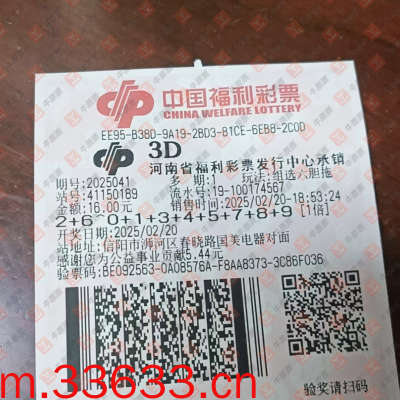 中国福利彩票
CHINA WELFARE LOTTERY
EE95-B38D-9A19-2BD3-81CE-6EB8-2C0D
3D
河南省福利彩票发行中心承销
期号:2025041 多期:1 玩法:组选六胆拖
站号:41150189 流水号:19-100174567
金额:16.00元 销售时间:2025/02/20-18:53:24
2+6*0+1+3+4+5+7+8+9 [1倍]
开奖日期:2025/02/20
站地址:信阳市浉河区春晓路国美电器对面
感谢您为公益事业贡献5.44元
验票码:BE092563-0A08576A-F8AA8373-3C86F036
m.33633.cn
验奖请扫码